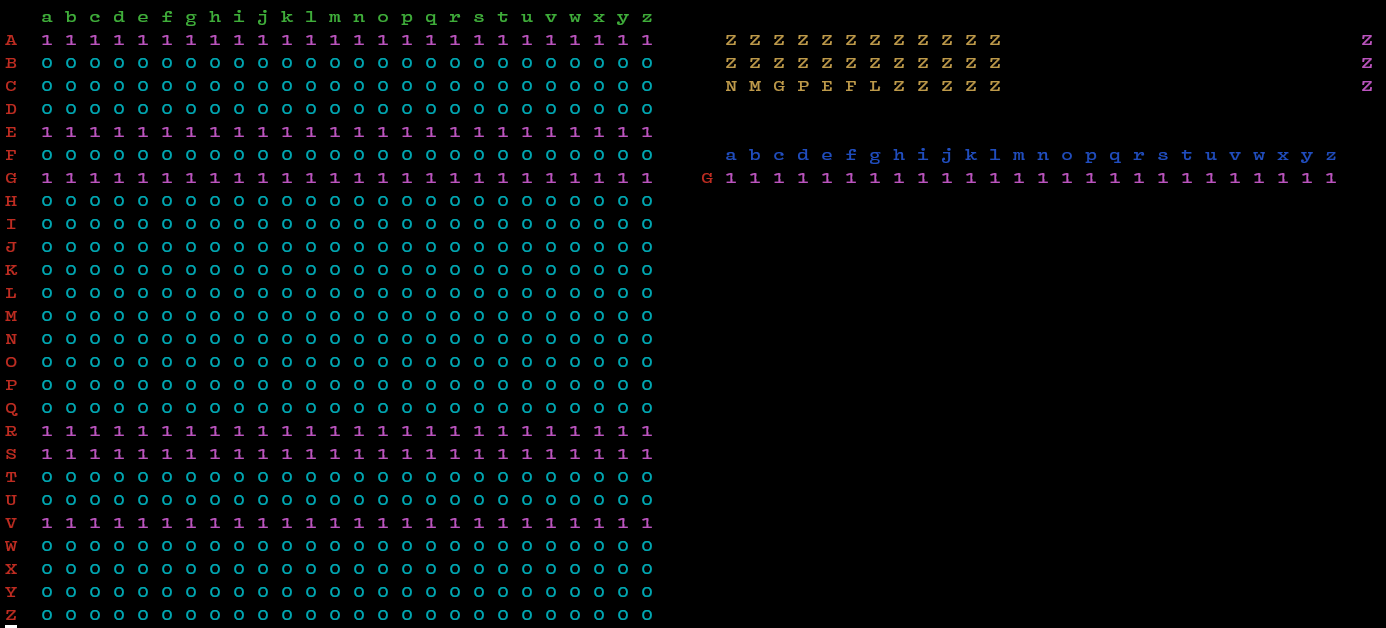 a b c d e f g h i j k l m n o p q r s t u v w x y z
A 1 1 1 1 1 1 1 1 1 1 1 1 1 1 1 1 1 1 1 1 1 1 1 1 1 1 Z Z Z Z Z Z Z Z Z Z Z Z Z
B 0 0 0 0 0 0 0 0 0 0 0 0 0 0 0 0 0 0 0 0 0 0 0 0 0 0 Z Z Z Z Z Z Z Z Z Z Z Z Z
C 0 0 0 0 0 0 0 0 0 0 0 0 0 0 0 0 0 0 0 0 0 0 0 0 0 0 N M G P E F L Z Z Z Z Z Z
D 0 0 0 0 0 0 0 0 0 0 0 0 0 0 0 0 0 0 0 0 0 0 0 0 0 0
E 1 1 1 1 1 1 1 1 1 1 1 1 1 1 1 1 1 1 1 1 1 1 1 1 1 1
F 0 0 0 0 0 0 0 0 0 0 0 0 0 0 0 0 0 0 0 0 0 0 0 0 0 0 a b c d e f g h i j k l m n o p q r s t u v w x y z
G 1 1 1 1 1 1 1 1 1 1 1 1 1 1 1 1 1 1 1 1 1 1 1 1 1 1 G 1 1 1 1 1 1 1 1 1 1 1 1 1 1 1 1 1 1 1 1 1 1 1 1 1 1
H 0 0 0 0 0 0 0 0 0 0 0 0 0 0 0 0 0 0 0 0 0 0 0 0 0 0
I 0 0 0 0 0 0 0 0 0 0 0 0 0 0 0 0 0 0 0 0 0 0 0 0 0 0
J 0 0 0 0 0 0 0 0 0 0 0 0 0 0 0 0 0 0 0 0 0 0 0 0 0 0
K 0 0 0 0 0 0 0 0 0 0 0 0 0 0 0 0 0 0 0 0 0 0 0 0 0 0
L 0 0 0 0 0 0 0 0 0 0 0 0 0 0 0 0 0 0 0 0 0 0 0 0 0 0
M 0 0 0 0 0 0 0 0 0 0 0 0 0 0 0 0 0 0 0 0 0 0 0 0 0 0
N 0 0 0 0 0 0 0 0 0 0 0 0 0 0 0 0 0 0 0 0 0 0 0 0 0 0
O 0 0 0 0 0 0 0 0 0 0 0 0 0 0 0 0 0 0 0 0 0 0 0 0 0 0
P 0 0 0 0 0 0 0 0 0 0 0 0 0 0 0 0 0 0 0 0 0 0 0 0 0 0
Q 0 0 0 0 0 0 0 0 0 0 0 0 0 0 0 0 0 0 0 0 0 0 0 0 0 0
R 1 1 1 1 1 1 1 1 1 1 1 1 1 1 1 1 1 1 1 1 1 1 1 1 1 1
S 1 1 1 1 1 1 1 1 1 1 1 1 1 1 1 1 1 1 1 1 1 1 1 1 1 1
T 0 0 0 0 0 0 0 0 0 0 0 0 0 0 0 0 0 0 0 0 0 0 0 0 0 0
U 0 0 0 0 0 0 0 0 0 0 0 0 0 0 0 0 0 0 0 0 0 0 0 0 0 0
V 1 1 1 1 1 1 1 1 1 1 1 1 1 1 1 1 1 1 1 1 1 1 1 1 1 1
W 0 0 0 0 0 0 0 0 0 0 0 0 0 0 0 0 0 0 0 0 0 0 0 0 0 0
X 0 0 0 0 0 0 0 0 0 0 0 0 0 0 0 0 0 0 0 0 0 0 0 0 0 0
Y 0 0 0 0 0 0 0 0 0 0 0 0 0 0 0 0 0 0 0 0 0 0 0 0 0 0
Z 0 0 0 0 0 0 0 0 0 0 0 0 0 0 0 0 0 0 0 0 0 0 0 0 0 0